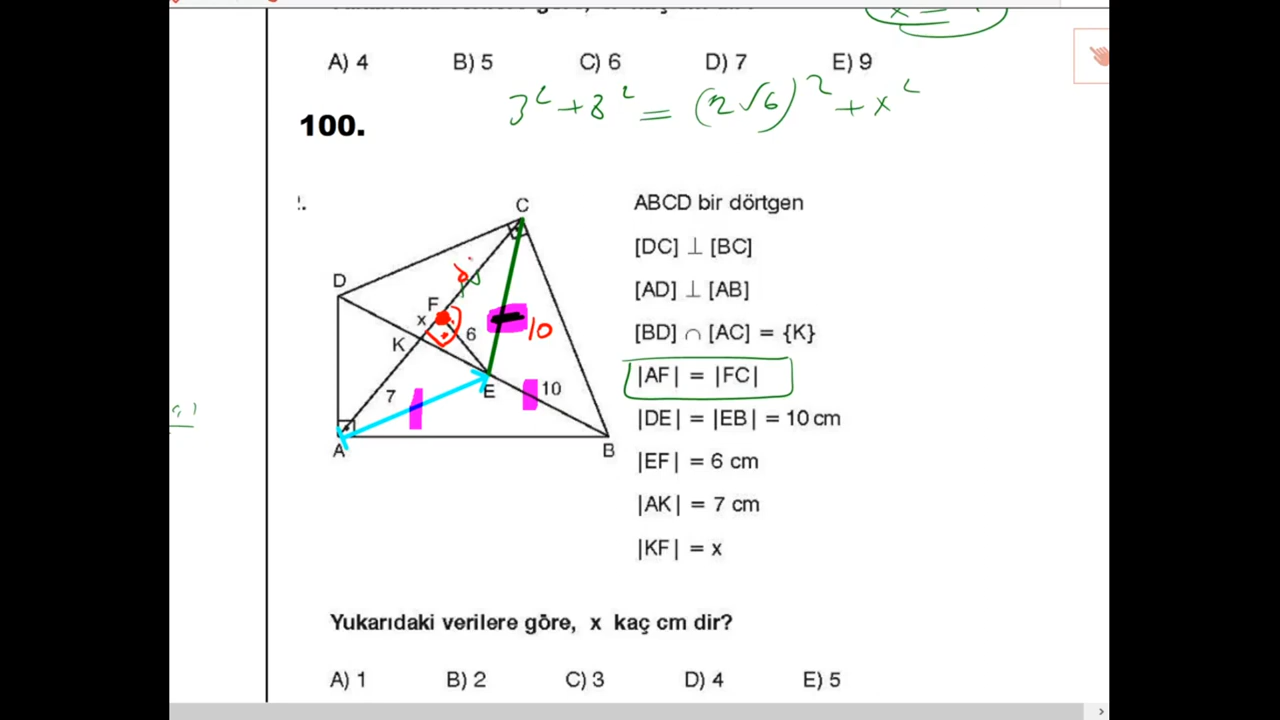 A) 4 B) 5 C) 6 D) 7 E) 9
3² + 8² = (2√6)² + x²
100.
ABCD bir dörtgen
[DC] ⊥ [BC]
[AD] ⊥ [AB]
[BD] ∩ [AC] = {K}
|AF| = |FC|
|DE| = |EB| = 10 cm
|EF| = 6 cm
|AK| = 7 cm
|KF| = x
C
D
F
x
6
10
K
E
10
7
A
B
Yukarıdaki verilere göre, x kaç cm dir?
A) 1 B) 2 C) 3 D) 4 E) 5